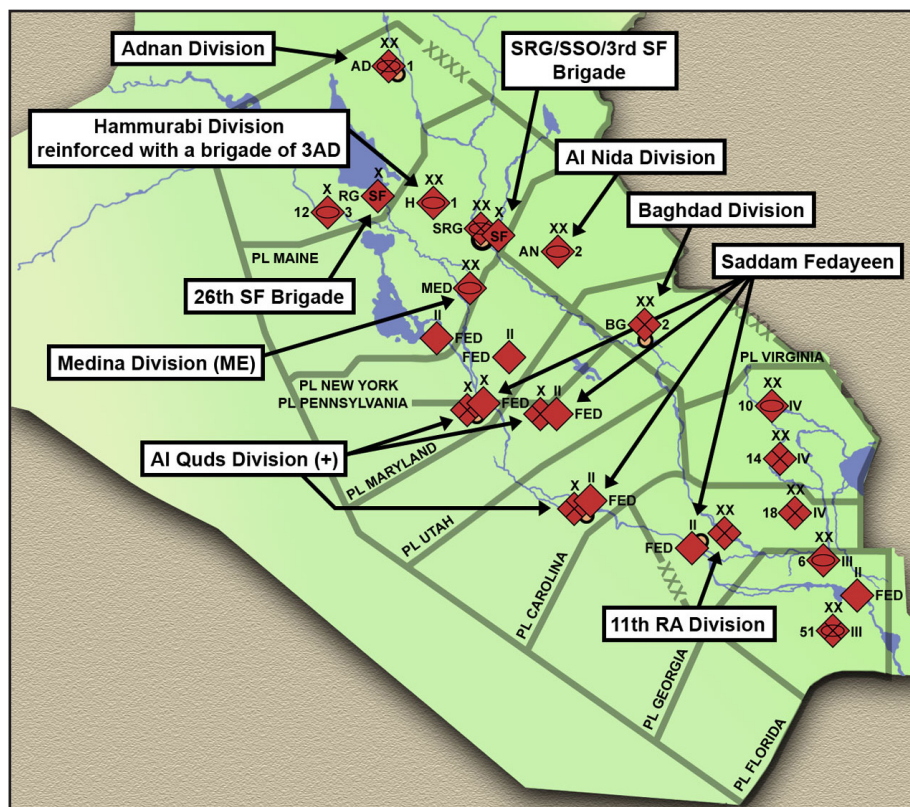 Adnan Division
XX
AD 1
XXXX
SRG/SSO/3rd SF
Brigade
Hammurabi Division
reinforced with a brigade of 3AD
Al Nida Division
X
RG SF
XX
H 1
X
12 3
XX
SRG
X
SF
XX
AN 2
Baghdad Division
PL MAINE
26th SF Brigade
Saddam Fedayeen
XX
MED
XX
BG 2
XXXX
II
FED
II
FED
Medina Division (ME)
PL VIRGINIA
PL NEW YORK
PL PENNSYLVANIA
X
X
FED
X
II
FED
XX
10 IV
XX
14 IV
Al Quds Division (+)
PL MARYLAND
X
II
FED
XX
18 IV
PL UTAH
II
FED
XX
XX
6 III
II
FED
XXX
PL CAROLINA
11th RA Division
XX
51 III
PL GEORGIA
PL FLORIDA